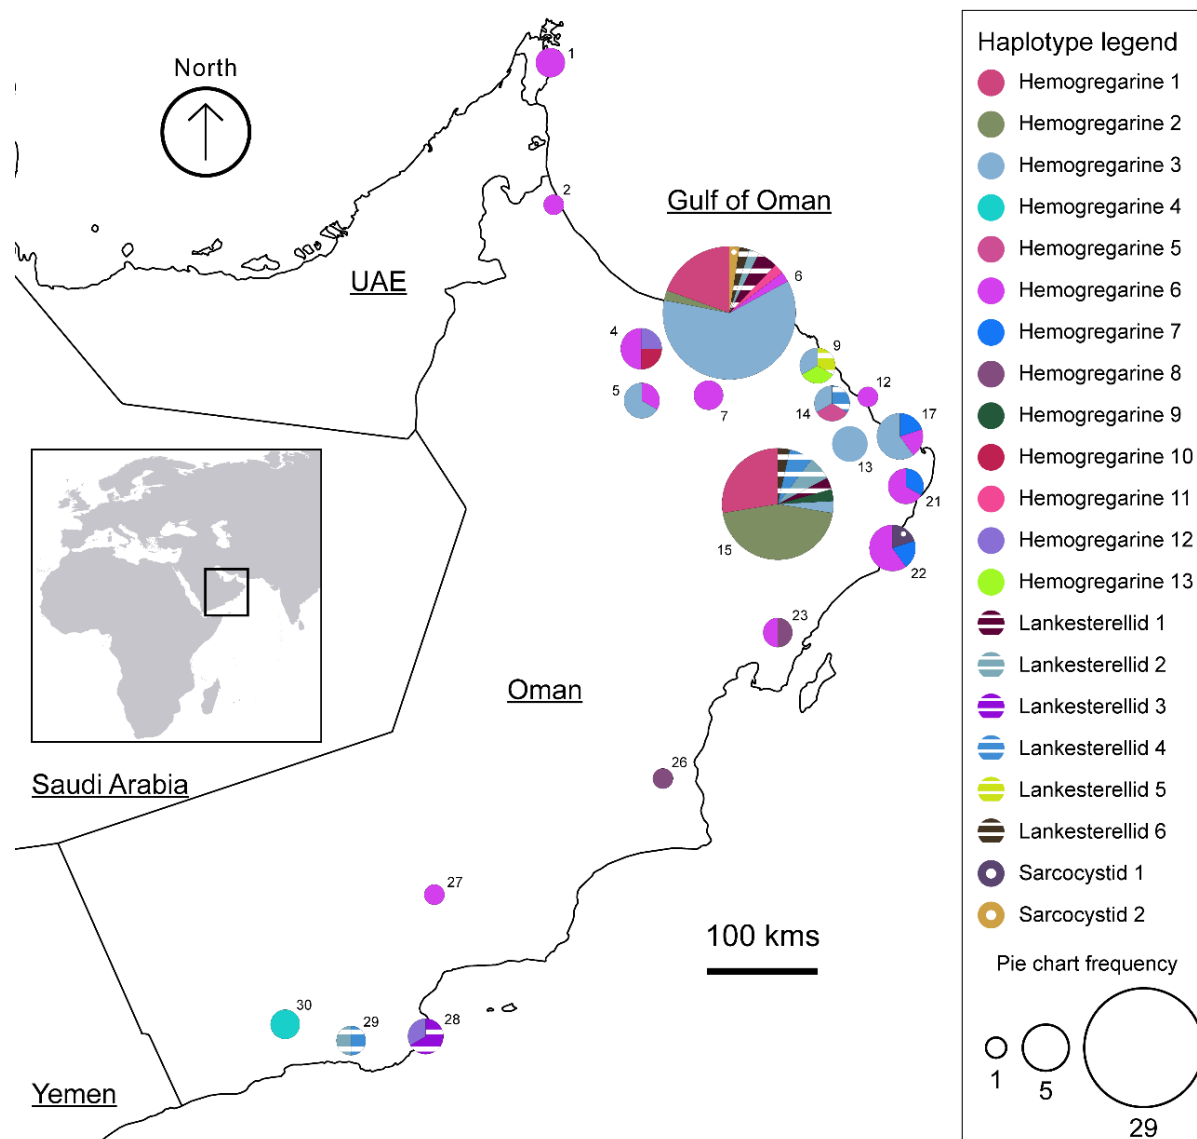 North
1
2
Gulf of Oman
UAE
6
4
5
7
9
12
14
13
17
21
15
22
23
Oman
26
Saudi Arabia
27
100 kms
30
29
28
Yemen
Haplotype legend
Hemogregarine 1
Hemogregarine 2
Hemogregarine 3
Hemogregarine 4
Hemogregarine 5
Hemogregarine 6
Hemogregarine 7
Hemogregarine 8
Hemogregarine 9
Hemogregarine 10
Hemogregarine 11
Hemogregarine 12
Hemogregarine 13
Lankesterellid 1
Lankesterellid 2
Lankesterellid 3
Lankesterellid 4
Lankesterellid 5
Lankesterellid 6
Sarcocystid 1
Sarcocystid 2
Pie chart frequency
1
5
29